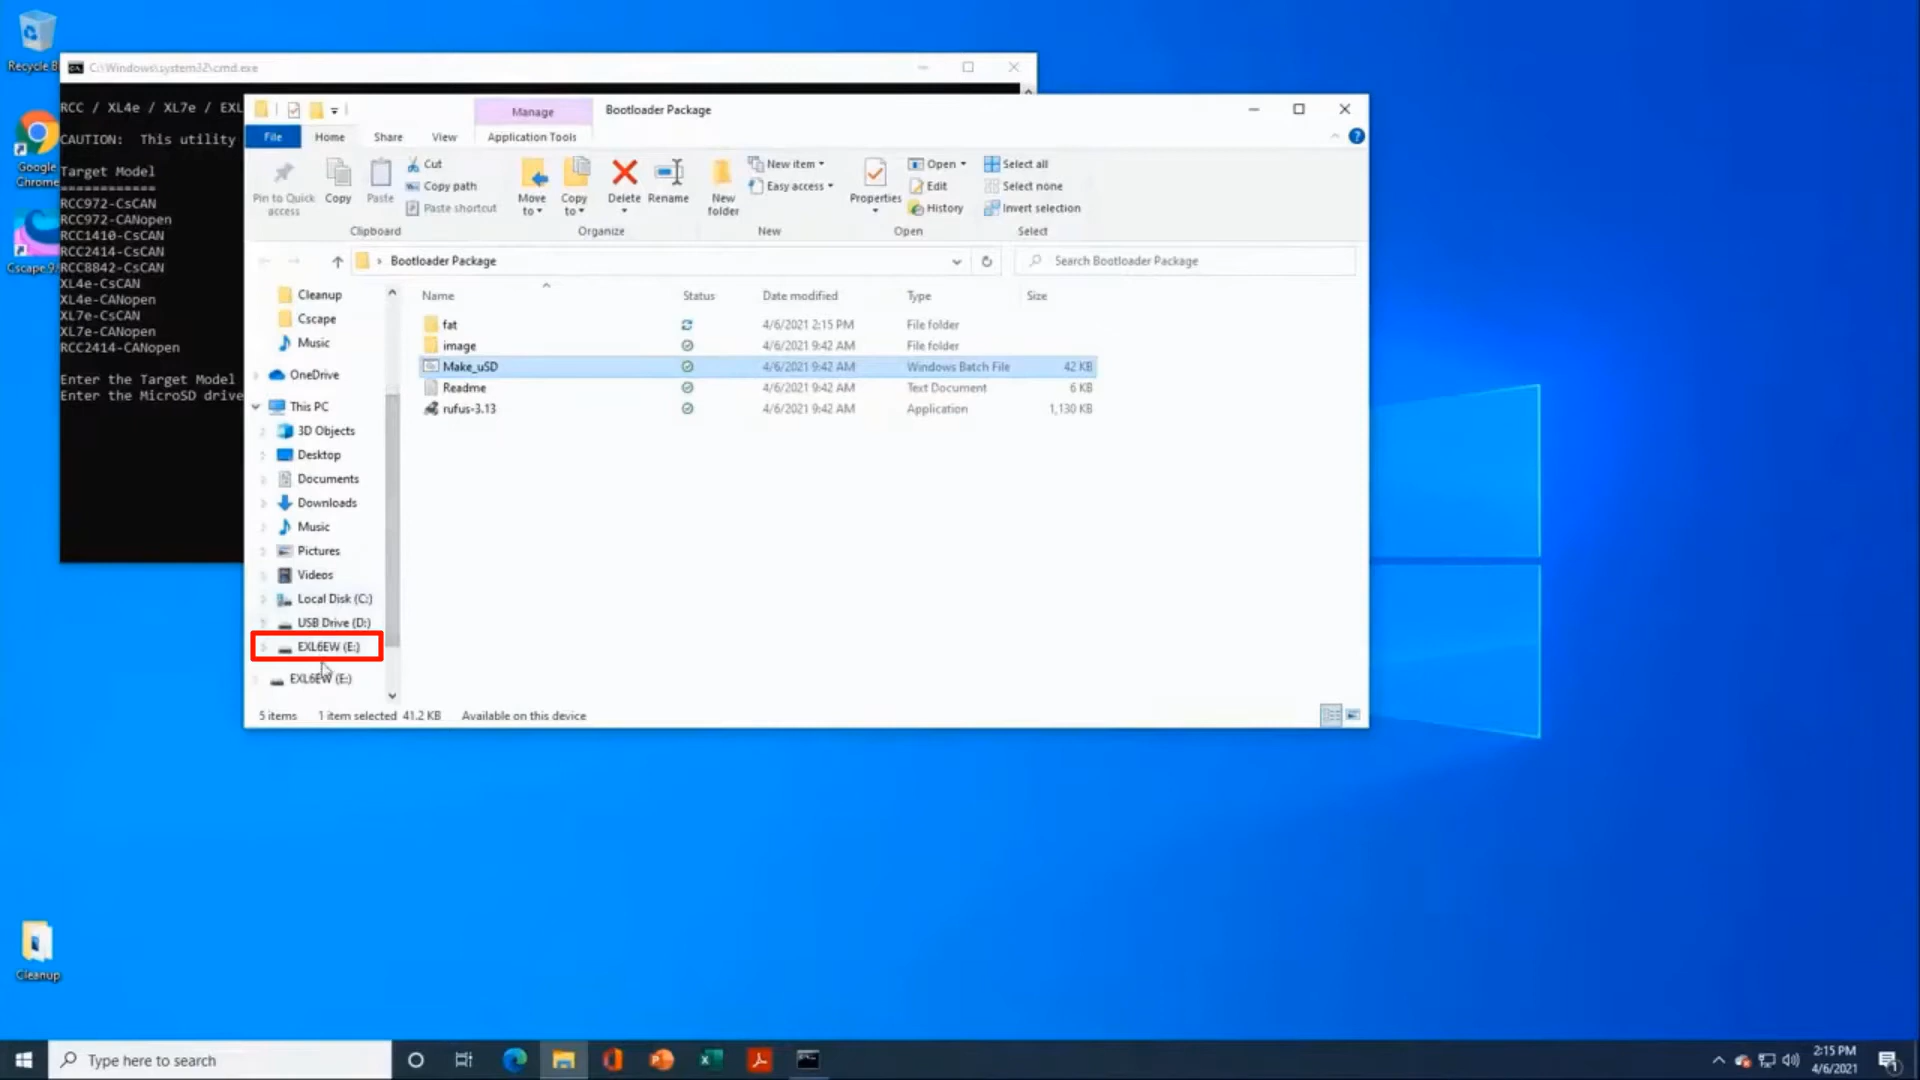 Recycle B
C:\Windows\system32\cmd.exe
RCC / XL4e / XL7e / EXL
CAUTION:  This utility
Target Model
============
RCC972-CsCAN
RCC972-CANopen
RCC1410-CsCAN
RCC2414-CsCAN
RCC8842-CsCAN
XL4e-CsCAN
XL4e-CANopen
XL7e-CsCAN
XL7e-CANopen
RCC2414-CANopen
Enter the Target Model
Enter the MicroSD drive
Google
Chrome
Cscape 9.
Manage
Bootloader Package
File
Home
Share
View
Application Tools
Pin to Quick
access
Copy
Paste
Cut
Copy path
Paste shortcut
Clipboard
Move
to
Copy
to
Delete
Rename
Organize
New
folder
New item
Easy access
New
Properties
Open
Edit
History
Open
Select all
Select none
Invert selection
Select
Bootloader Package
Search Bootloader Package
Cleanup
Cscape
Music
OneDrive
This PC
3D Objects
Desktop
Documents
Downloads
Music
Pictures
Videos
Local Disk (C:)
USB Drive (D:)
EXL6EW (E:)
EXL6EW (E:)
Name Status Date modified Type Size
fat 4/6/2021 2:15 PM File folder
image 4/6/2021 9:42 AM File folder
Make_uSD 4/6/2021 9:42 AM Windows Batch File 42 KB
Readme 4/6/2021 9:42 AM Text Document 6 KB
rufus-3.13 4/6/2021 9:42 AM Application 1,130 KB
5 items 1 item selected 41.2 KB Available on this device
Cleanup
Type here to search
2:15 PM
4/6/2021
1